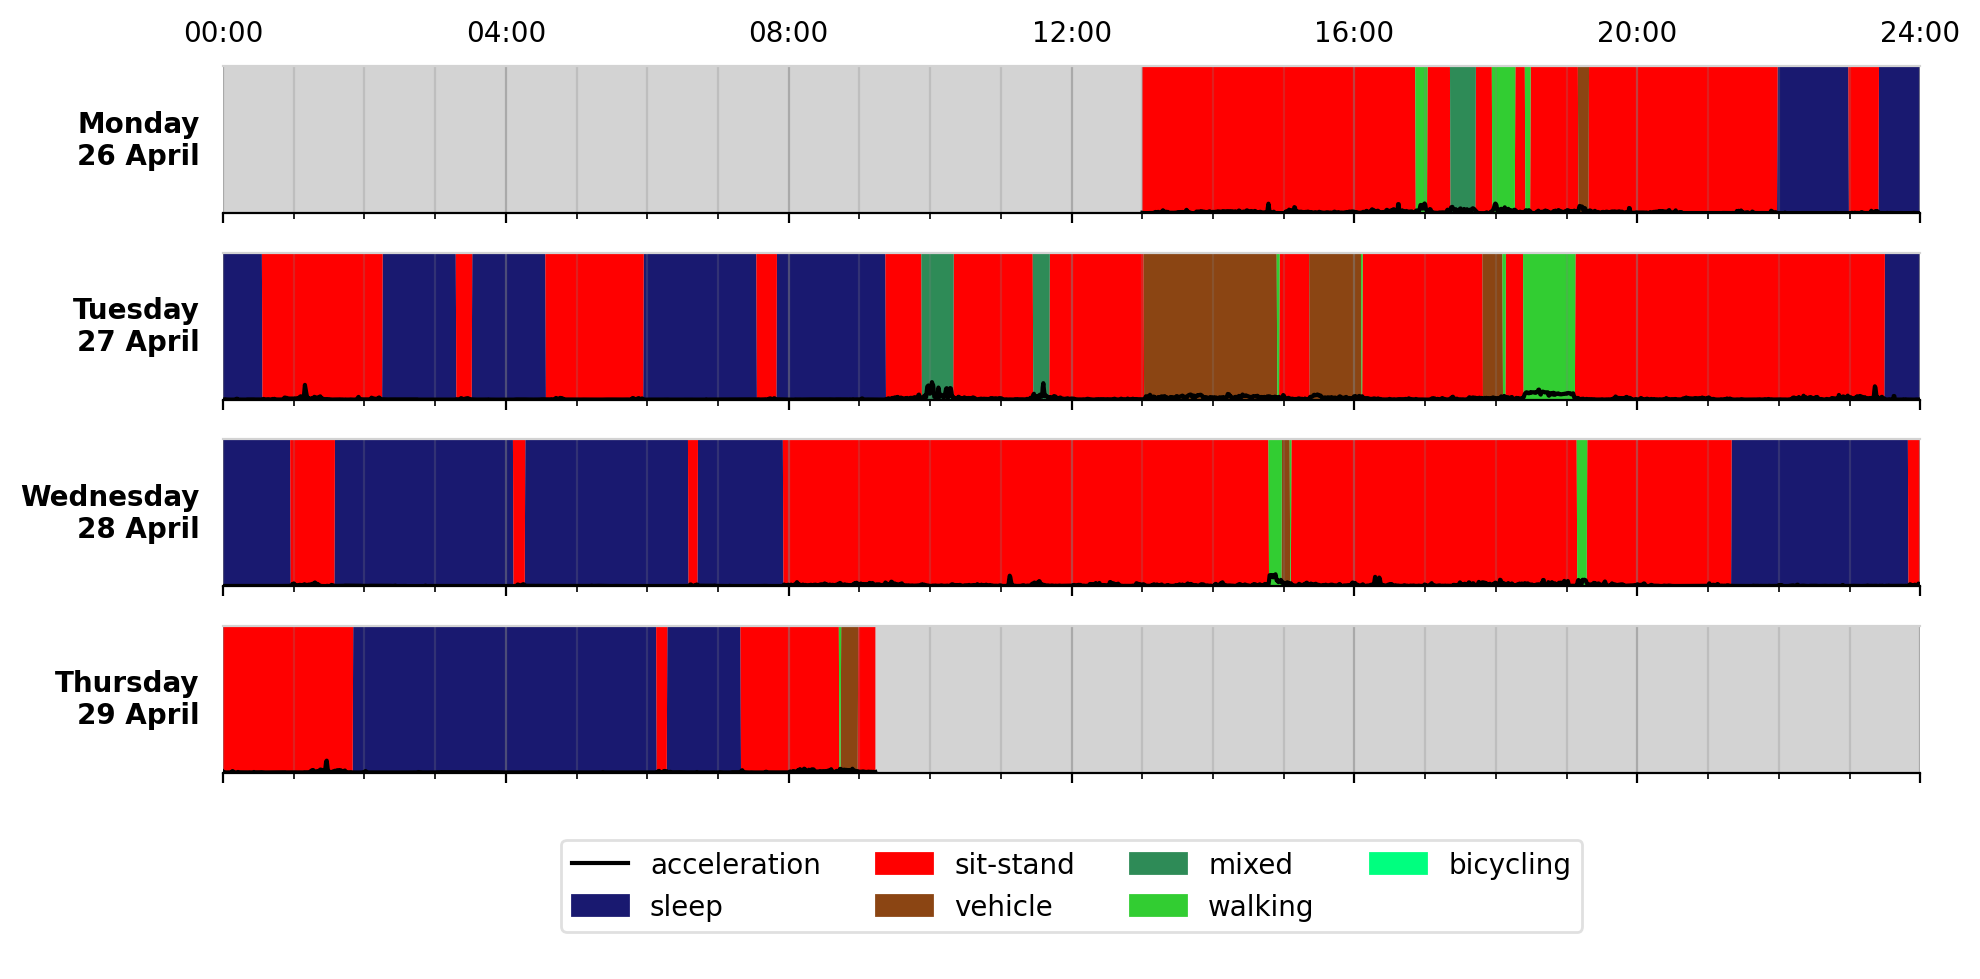 00:00 04:00 08:00 12:00 16:00 20:00 24:00
Monday
26 April
Tuesday
27 April
Wednesday
28 April
Thursday
29 April
acceleration sit-stand mixed bicycling
sleep vehicle walking